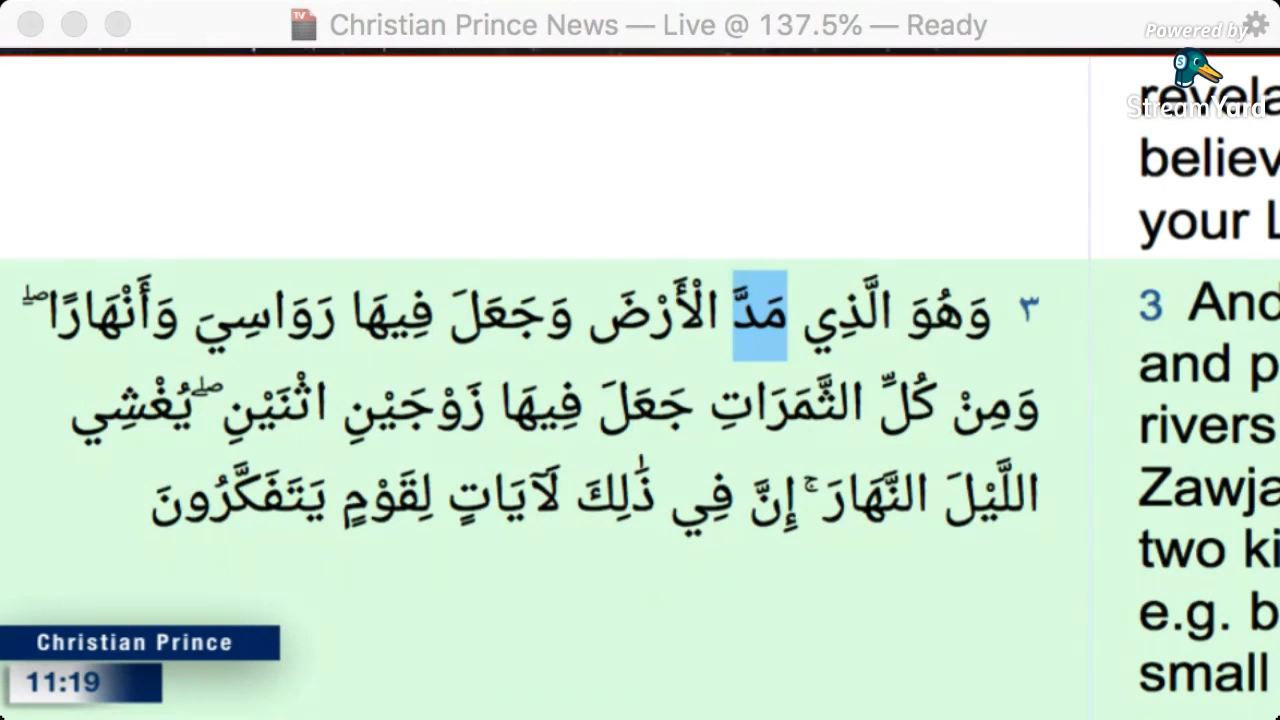 Christian Prince News — Live @ 137.5% — Ready
Powered by
StreamYard
believ
your L
٣ وَهُوَ الَّذِي مَدَّ الْأَرْضَ وَجَعَلَ فِيهَا رَوَاسِيَ وَأَنْهَارًا ۖ
وَمِنْ كُلِّ الثَّمَرَاتِ جَعَلَ فِيهَا زَوْجَيْنِ اثْنَيْنِ ۖ يُغْشِي
اللَّيْلَ النَّهَارَ ۚ إِنَّ فِي ذَٰلِكَ لَآيَاتٍ لِقَوْمٍ يَتَفَكَّرُونَ
3 And
and p
rivers
Zawja
two ki
e.g. b
small
Christian Prince
11:19